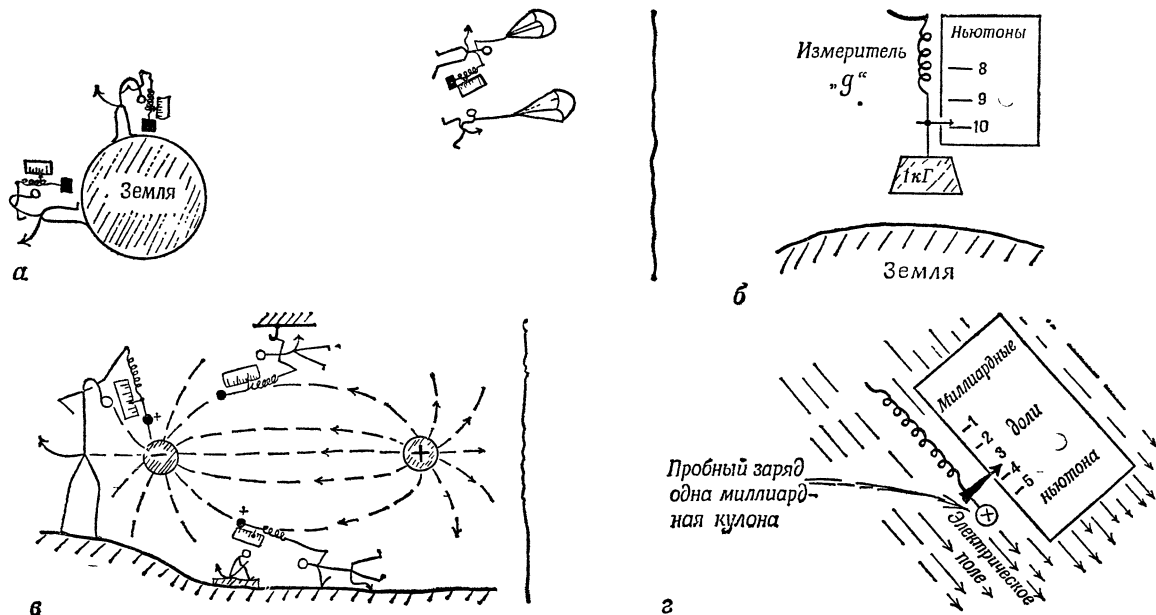 Земля
а
Измеритель
„g“
Ньютоны
8
9
10
1кГ
Земля
б
+
−
+
+
в
Миллиардные
доли
ньютона
1
2
3
4
5
Пробный заряд
одна миллиард-
ная кулона
+
Электрическое
поле
г